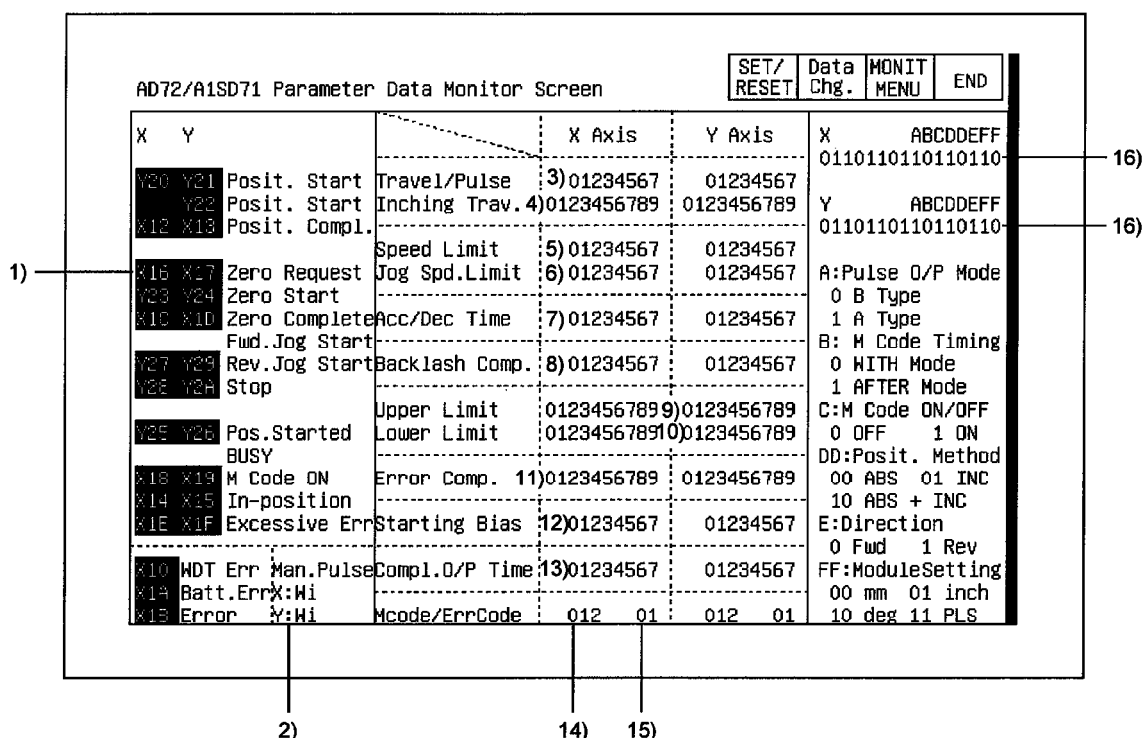 AD72/A1SD71 Parameter Data Monitor Screen
SET/ RESET
Data Chg.
MONIT MENU
END
X Y
X Axis Y Axis
Y20 Y21 Posit. Start Travel/Pulse 3)01234567 01234567
Y22 Posit. Start Inching Trav.4)0123456789 0123456789
X12 X13 Posit. Compl.
Speed Limit 5)01234567 01234567
1)
X16 X17 Zero Request Jog Spd.Limit 6)01234567 01234567
Y23 Y24 Zero Start
X1C X1D Zero Complete Acc/Dec Time 7)01234567 01234567
Fwd.Jog Start
Y27 Y29 Rev.Jog Start Backlash Comp. 8)01234567 01234567
Y28 Y2A Stop
Upper Limit 0123456789 9)0123456789
Y25 Y26 Pos.Started Lower Limit 0123456789 10)0123456789
BUSY
X18 X19 M Code ON Error Comp. 11)0123456789 0123456789
X14 X15 In-position
X1E X1F Excessive Err Starting Bias 12)01234567 01234567
X10 WDT Err Man.Pulse Compl.O/P Time 13)01234567 01234567
X1A Batt.Err X:Wi
X1B Error Y:Wi Mcode/ErrCode 012 01 012 01
X ABCDDEFF
0110110110110110 16)
Y ABCDDEFF
0110110110110110 16)
A:Pulse O/P Mode
0 B Type
1 A Type
B: M Code Timing
0 WITH Mode
1 AFTER Mode
C:M Code ON/OFF
0 OFF 1 ON
DD:Posit. Method
00 ABS 01 INC
10 ABS + INC
E:Direction
0 Fwd 1 Rev
FF:ModuleSetting
00 mm 01 inch
10 deg 11 PLS
2) 14) 15)